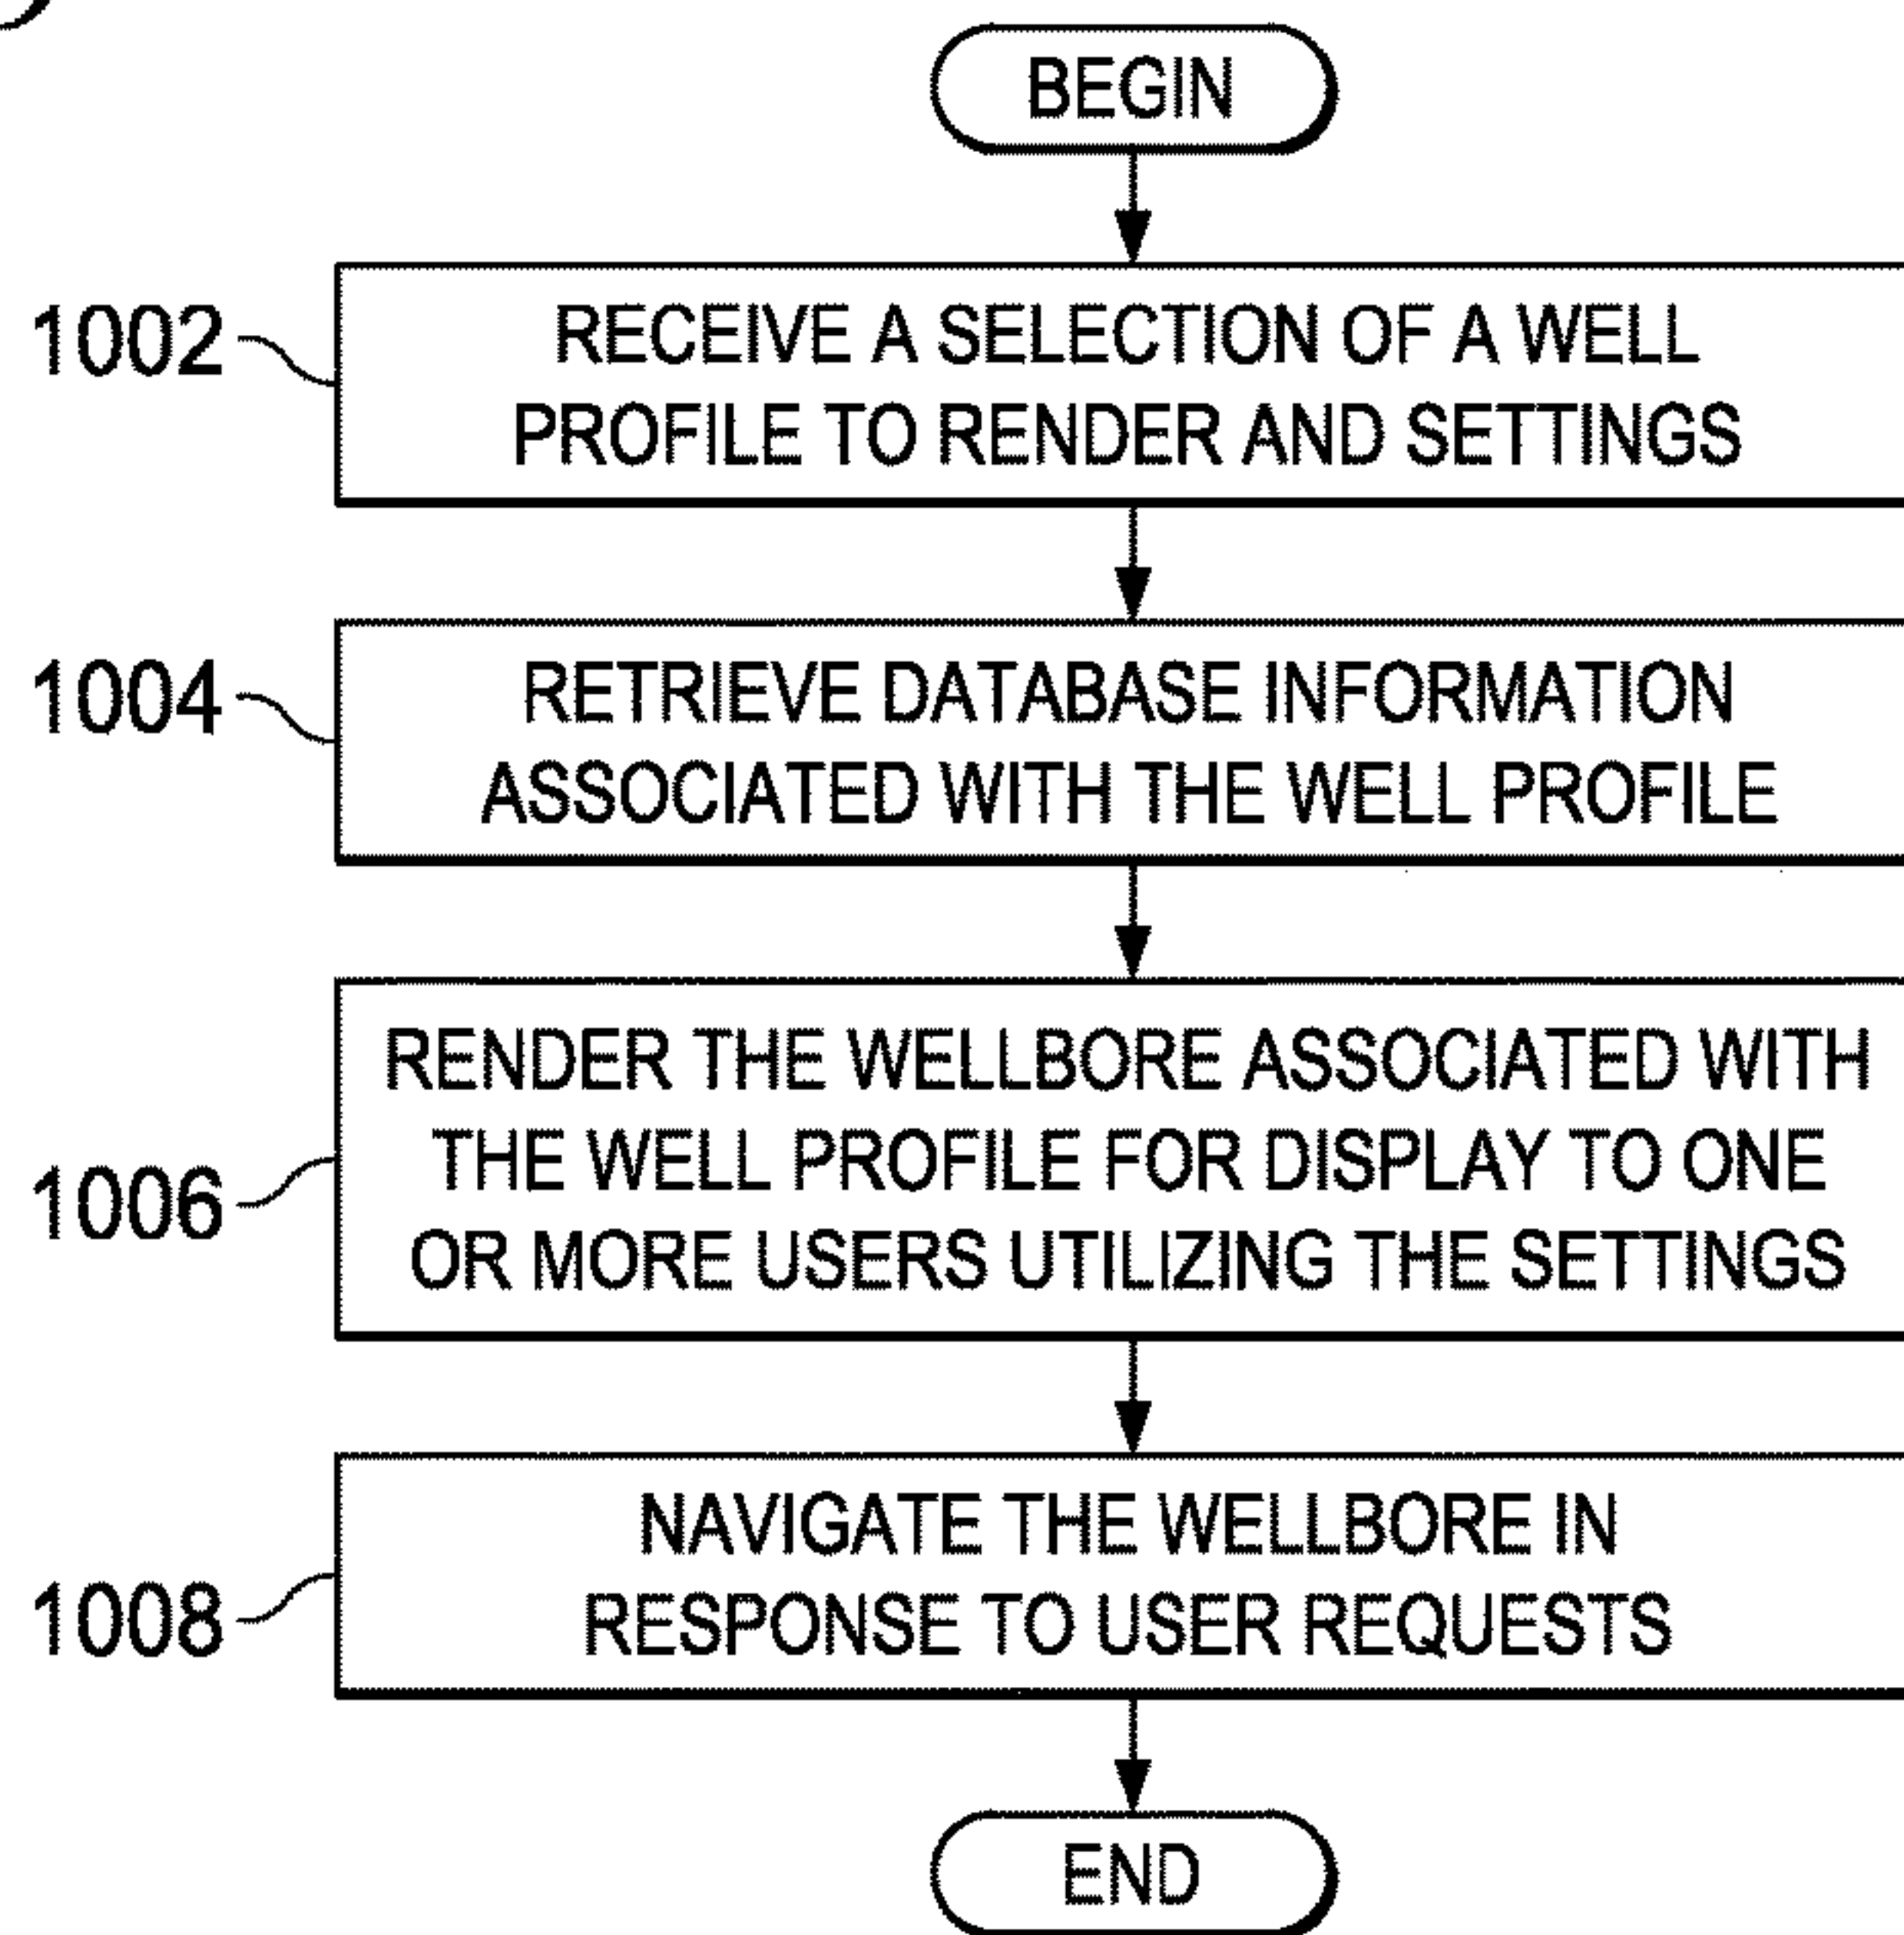 BEGIN
1002
RECEIVE A SELECTION OF A WELL
PROFILE TO RENDER AND SETTINGS
1004
RETRIEVE DATABASE INFORMATION
ASSOCIATED WITH THE WELL PROFILE
1006
RENDER THE WELLBORE ASSOCIATED WITH
THE WELL PROFILE FOR DISPLAY TO ONE
OR MORE USERS UTILIZING THE SETTINGS
1008
NAVIGATE THE WELLBORE IN
RESPONSE TO USER REQUESTS
END